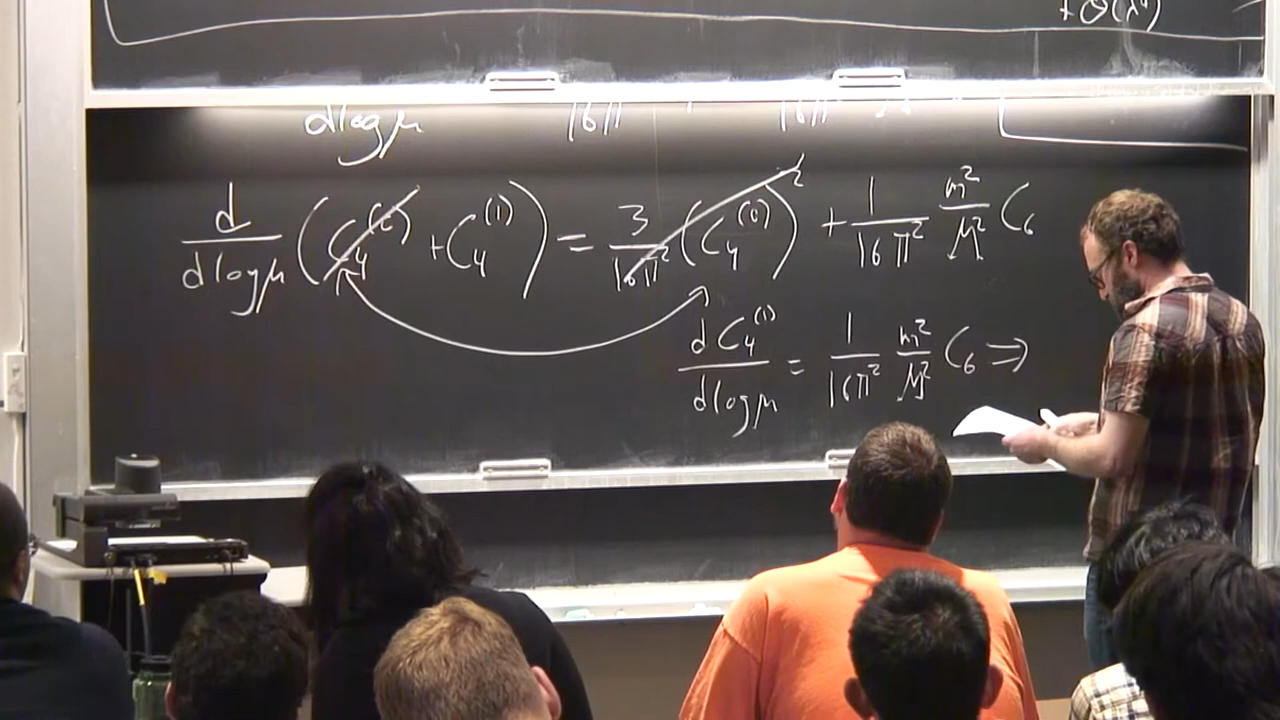 + O(λ⁴)
dlogμ 16π 16π M
d/dlogμ (C₄⁽⁰⁾ + C₄⁽¹⁾) = 3/16π² (C₄⁽⁰⁾)² + 1/16π² m²/M² C₆
dC₄⁽¹⁾/dlogμ = 1/16π² m²/M² C₆ ⇒